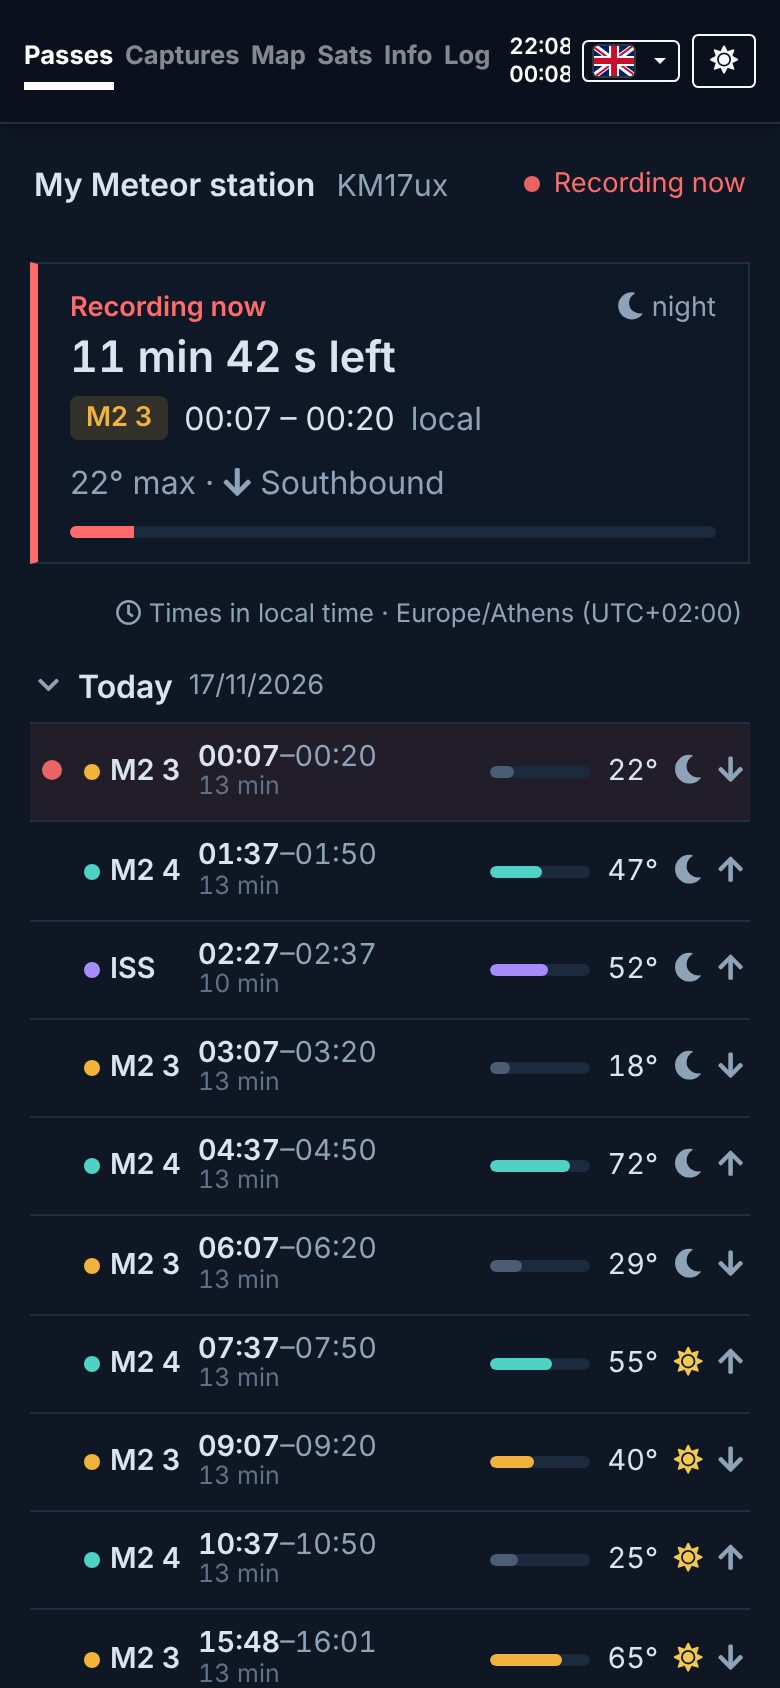 Passes Captures Map Sats Info Log 22:08
00:08
My Meteor station KM17ux Recording now
Recording now night
11 min 42 s left
M2 3 00:07 – 00:20 local
22° max · ↓ Southbound
Times in local time · Europe/Athens (UTC+02:00)
Today 17/11/2026
M2 3 00:07–00:20 22° ↓
13 min
M2 4 01:37–01:50 47° ↑
13 min
ISS 02:27–02:37 52° ↑
10 min
M2 3 03:07–03:20 18° ↓
13 min
M2 4 04:37–04:50 72° ↑
13 min
M2 3 06:07–06:20 29° ↓
13 min
M2 4 07:37–07:50 55° ↑
13 min
M2 3 09:07–09:20 40° ↓
13 min
M2 4 10:37–10:50 25° ↑
13 min
M2 3 15:48–16:01 65° ↓
13 min